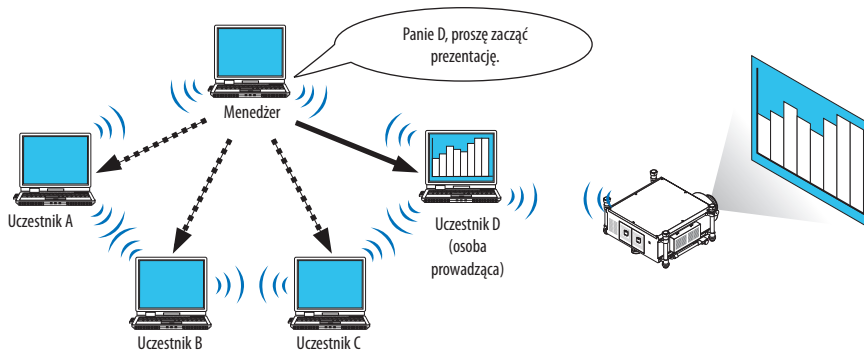 Panie D, proszę zacząć
prezentację.
Menedżer
Uczestnik A
Uczestnik D
(osoba
prowadząca)
Uczestnik B
Uczestnik C